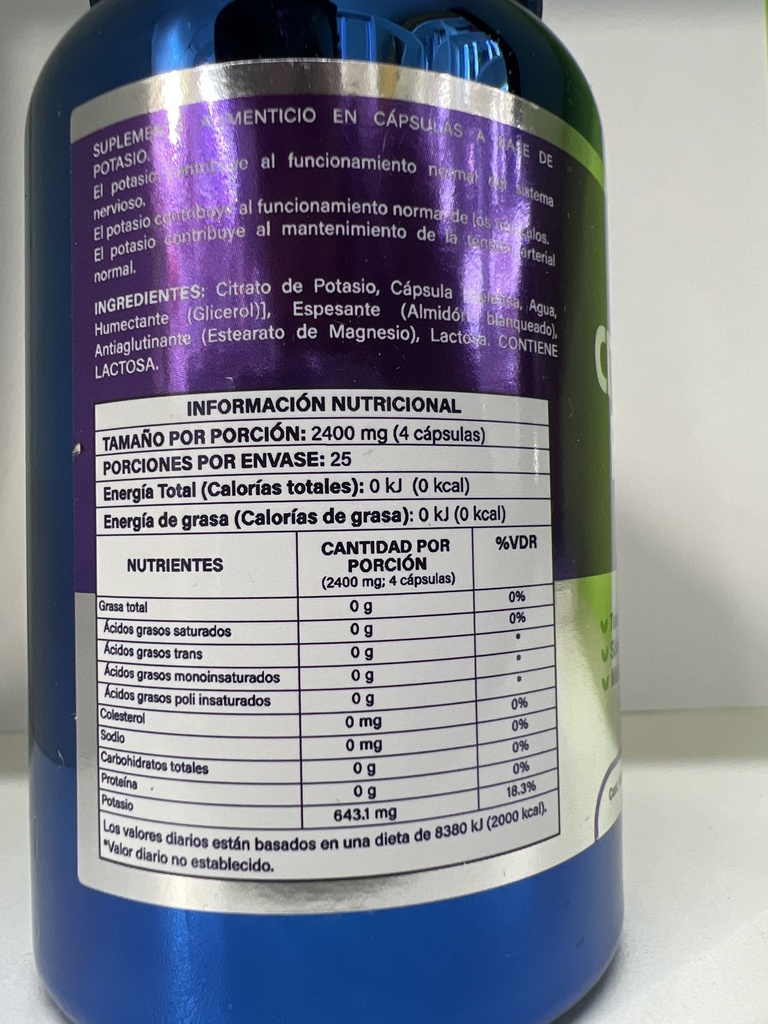 SUPLEMENTO ALIMENTICIO EN CÁPSULAS A BASE DE
POTASIO.
El potasio contribuye al funcionamiento normal del sistema
nervioso.
El potasio contribuye al funcionamiento normal de los músculos.
El potasio contribuye al mantenimiento de la tensión arterial
normal.
INGREDIENTES: Citrato de Potasio, Cápsula Agua,
Humectante (Glicerol)], Espesante (Almidón blanqueado),
Antiaglutinante (Estearato de Magnesio), Lactosa. CONTIENE
LACTOSA.
INFORMACIÓN NUTRICIONAL
TAMAÑO POR PORCIÓN: 2400 mg (4 cápsulas)
PORCIONES POR ENVASE: 25
Energía Total (Calorías totales): 0 kJ (0 kcal)
Energía de grasa (Calorías de grasa): 0 kJ (0 kcal)
NUTRIENTES CANTIDAD POR PORCIÓN (2400 mg; 4 cápsulas) %VDR
Grasa total 0 g 0%
Ácidos grasos saturados 0 g 0%
Ácidos grasos trans 0 g *
Ácidos grasos monoinsaturados 0 g *
Ácidos grasos poli insaturados 0 g *
Colesterol 0 mg 0%
Sodio 0 mg 0%
Carbohidratos totales 0 g 0%
Proteína 0 g 0%
Potasio 643.1 mg 18.3%
Los valores diarios están basados en una dieta de 8380 kJ (2000 kcal).
*Valor diario no establecido.